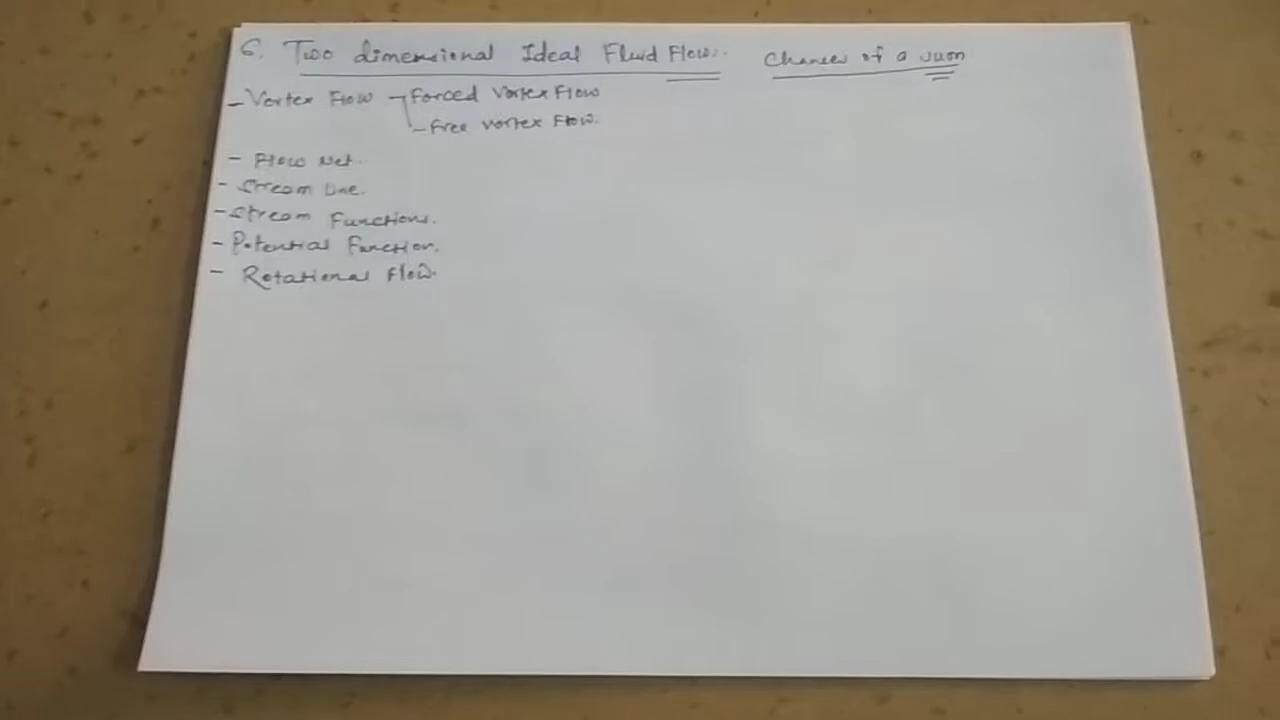 6. Two dimensional Ideal Fluid Flow. Chances of a
- Vortex Flow - Forced Vortex Flow
- Free Vortex Flow.
- Flow Net.
- Stream Line.
- Stream Functions.
- Potential Function.
- Rotational Flow.